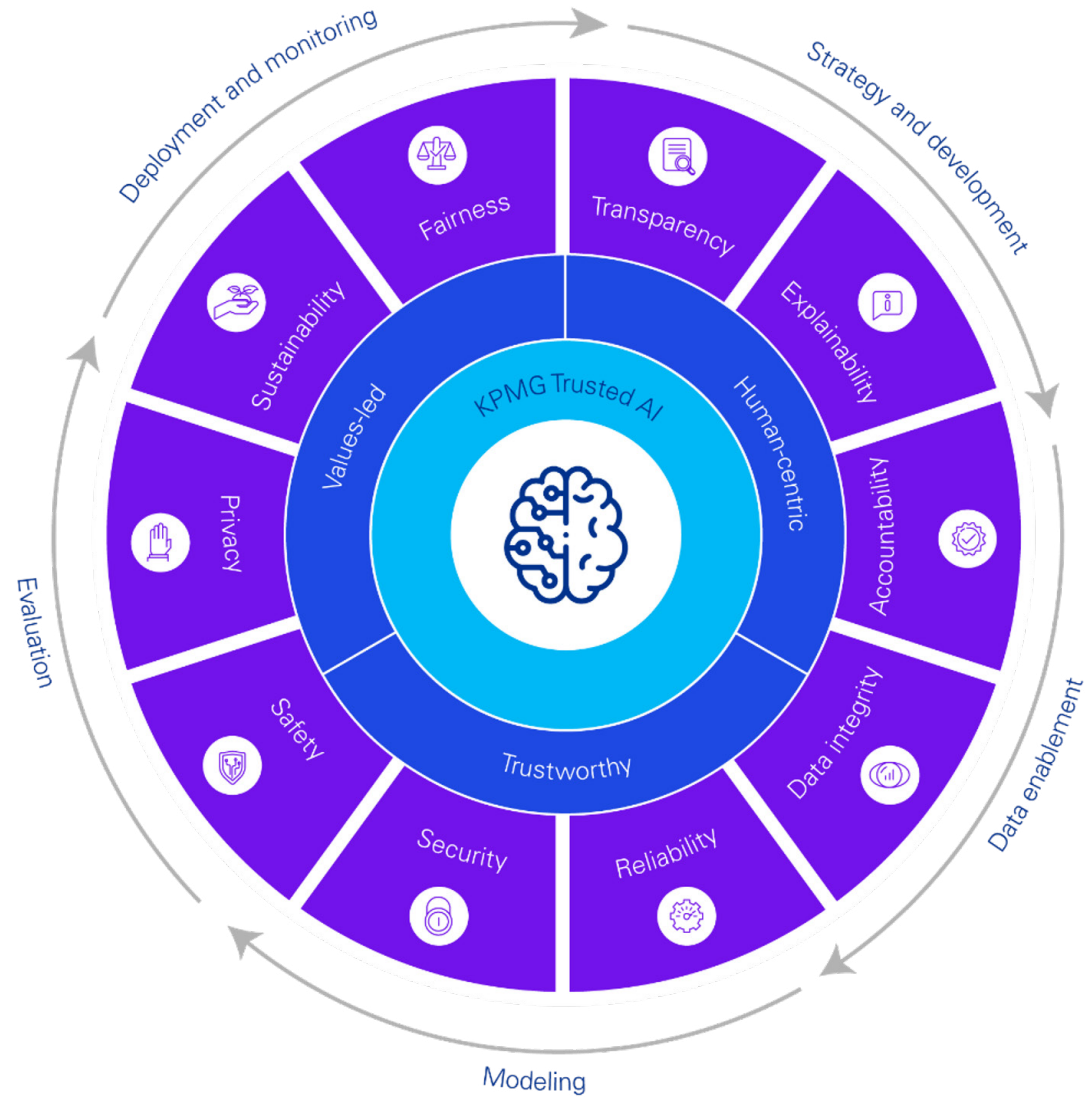 Deployment and monitoring
Strategy and development
Data enablement
Modeling
Evaluation
Fairness
Transparency
Explainability
Accountability
Data integrity
Reliability
Security
Safety
Privacy
Sustainability
Values-led
Human-centric
Trustworthy
KPMG Trusted AI